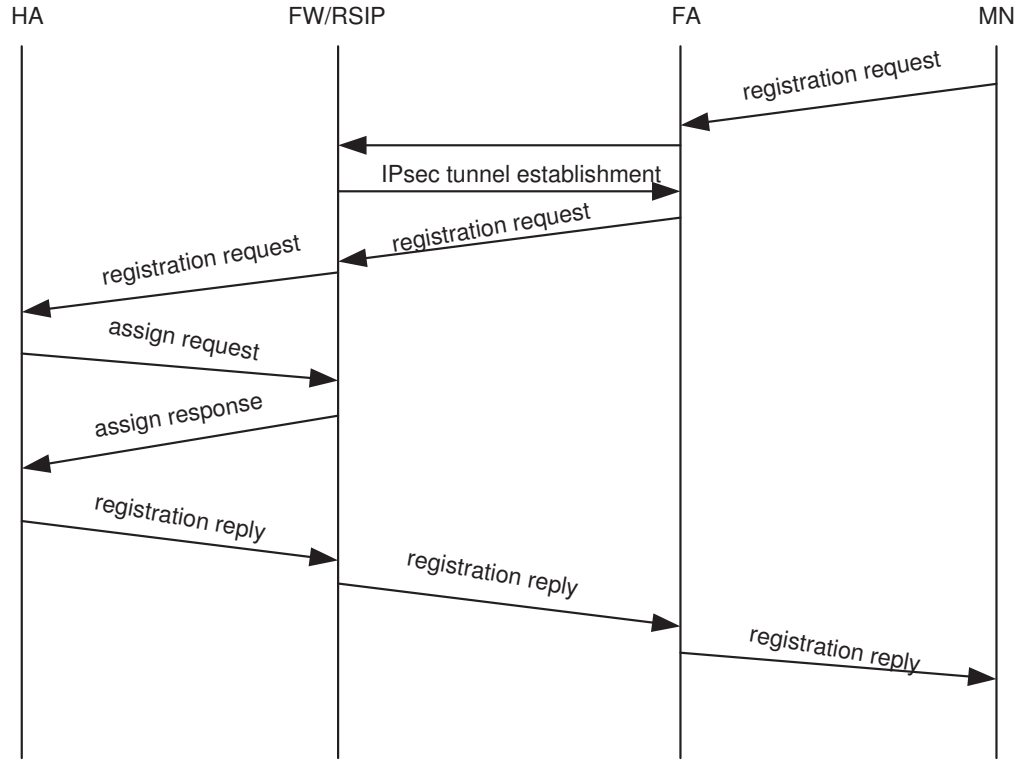 HA
FW/RSIP
FA
MN
registration request
IPsec tunnel establishment
registration request
registration request
assign request
assign response
registration reply
registration reply
registration reply